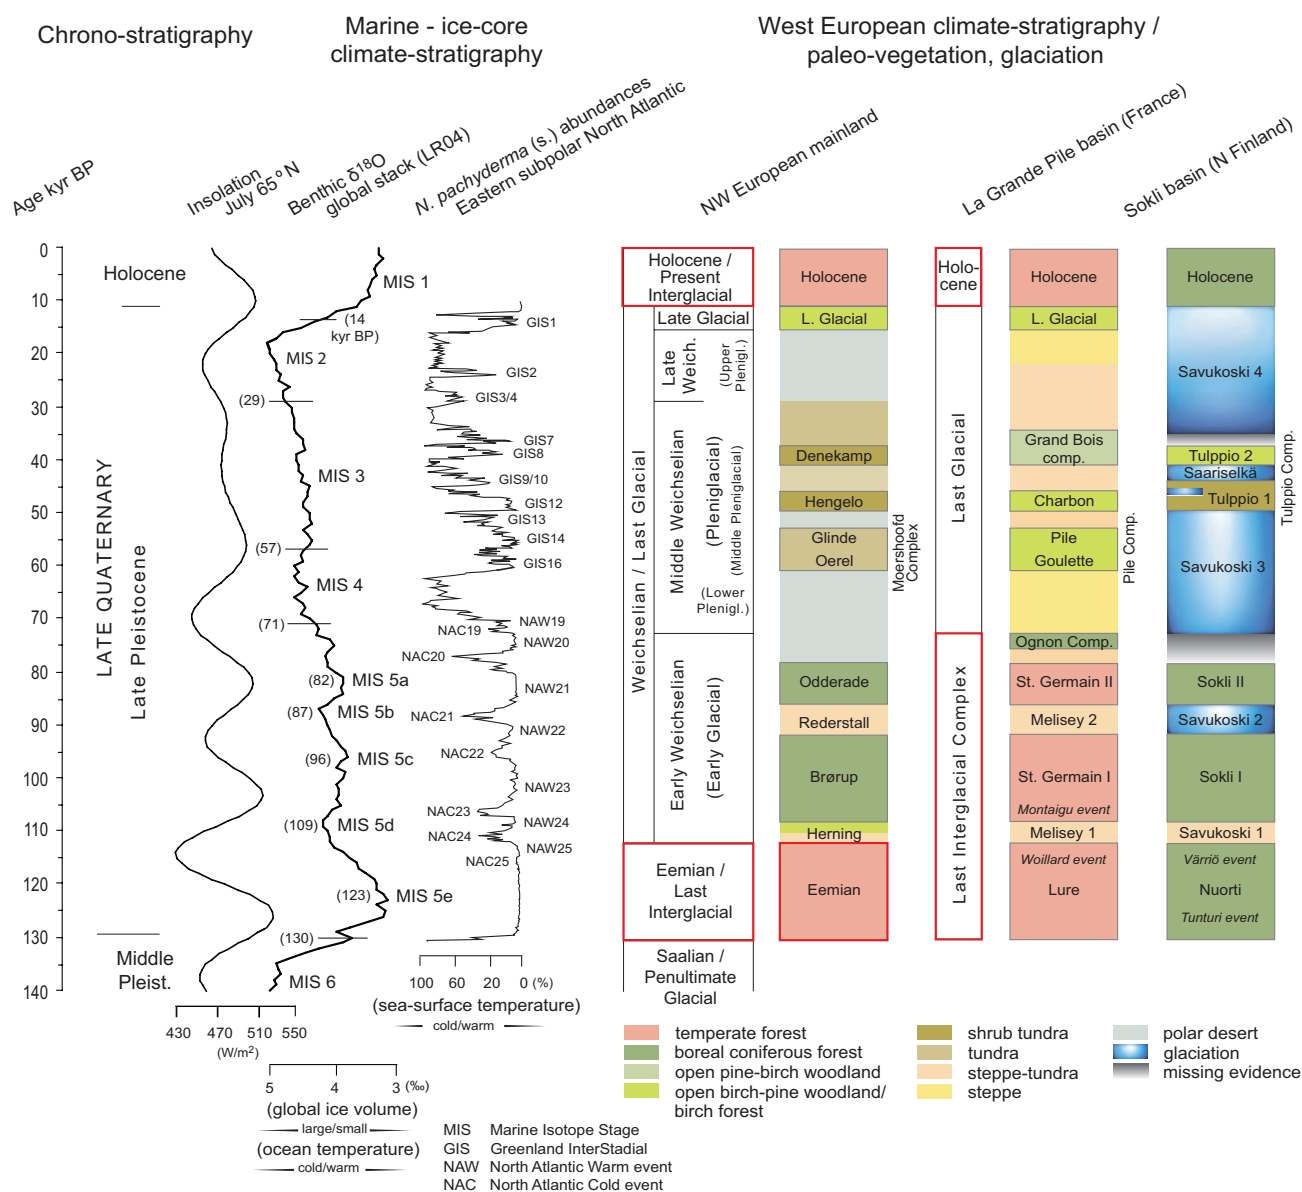 Chrono-stratigraphy
Marine - ice-core
climate-stratigraphy
West European climate-stratigraphy /
paleo-vegetation, glaciation
Age kyr BP
Insolation
July 65° N
Benthic δ18O
global stack (LR04)
N. pachyderma (s.) abundances
Eastern subpolar North Atlantic
NW European mainland
La Grande Pile basin (France)
Sokli basin (N Finland)
0
10
20
30
40
50
60
70
80
90
100
110
120
130
140
LATE QUATERNARY
Late Pleistocene
Holocene
Middle
Pleist.
MIS 1
(14
kyr BP)
MIS 2
(29)
MIS 3
(57)
MIS 4
(71)
(82)
MIS 5a
(87)
MIS 5b
(96)
MIS 5c
(109)
MIS 5d
(123)
MIS 5e
(130)
MIS 6
GIS1
GIS2
GIS3/4
GIS7
GIS8
GIS9/10
GIS12
GIS13
GIS14
GIS16
NAW19
NAC19
NAW20
NAC20
NAW21
NAC21
NAW22
NAC22
NAW23
NAC23
NAW24
NAC24
NAW25
NAC25
430
470
510
550
(W/m2)
5
4
3 (‰)
(global ice volume)
large/small
(ocean temperature)
cold/warm
100
60
20
0 (%)
(sea-surface temperature)
cold/warm
Holocene /
Present
Interglacial
Weichselian / Last Glacial
Late Glacial
Late
Weich.
(Upper
Plenigl.)
Middle Weichselian
(Pleniglacial)
(Middle Pleniglacial)
(Lower
Plenigl.)
Early Weichselian
(Early Glacial)
Eemian /
Last
Interglacial
Saalian /
Penultimate
Glacial
Holocene
L. Glacial
Denekamp
Hengelo
Glinde
Oerel
Moershoofd
Complex
Odderade
Rederstall
Brørup
Herning
Eemian
Holo-
cene
Last Glacial
Last Interglacial Complex
Holocene
L. Glacial
Grand Bois
comp.
Charbon
Pile
Goulette
Pile Comp.
Ognon Comp.
St. Germain II
Melisey 2
St. Germain I
Montaigu event
Melisey 1
Woillard event
Lure
Holocene
Savukoski 4
Tulppio 2
Saariselkä
Tulppio 1
Tulppio Comp.
Savukoski 3
Sokli II
Savukoski 2
Sokli I
Savukoski 1
Värriö event
Nuorti
Tunturi event
temperate forest
boreal coniferous forest
open pine-birch woodland
open birch-pine woodland/
birch forest
shrub tundra
tundra
steppe-tundra
steppe
polar desert
glaciation
missing evidence
MIS Marine Isotope Stage
GIS Greenland InterStadial
NAW North Atlantic Warm event
NAC North Atlantic Cold event